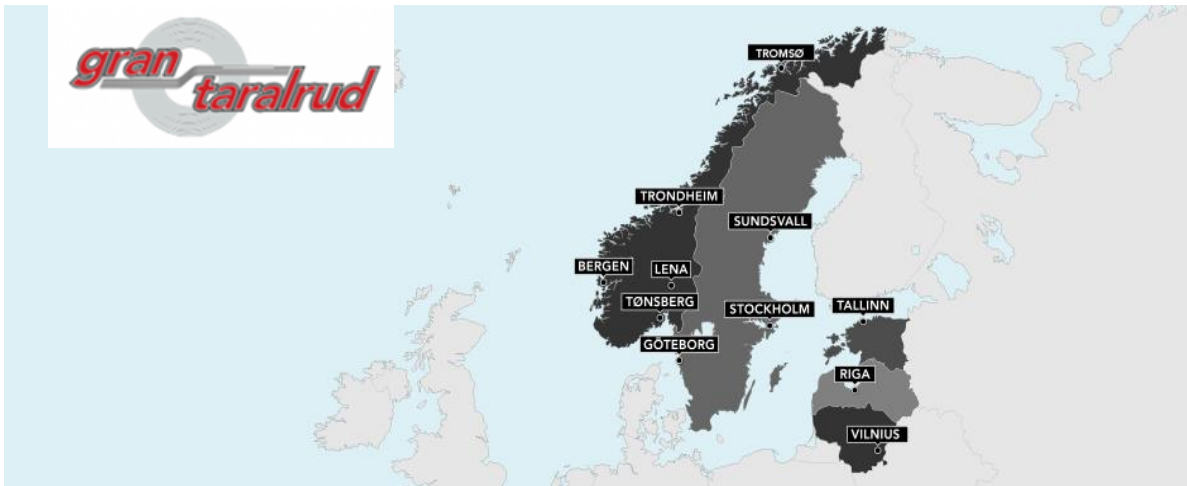 gran
taralrud
TROMSØ
TRONDHEIM
SUNDSVALL
BERGEN
LENA
TØNSBERG
STOCKHOLM
TALLINN
GÖTEBORG
RIGA
VILNIUS